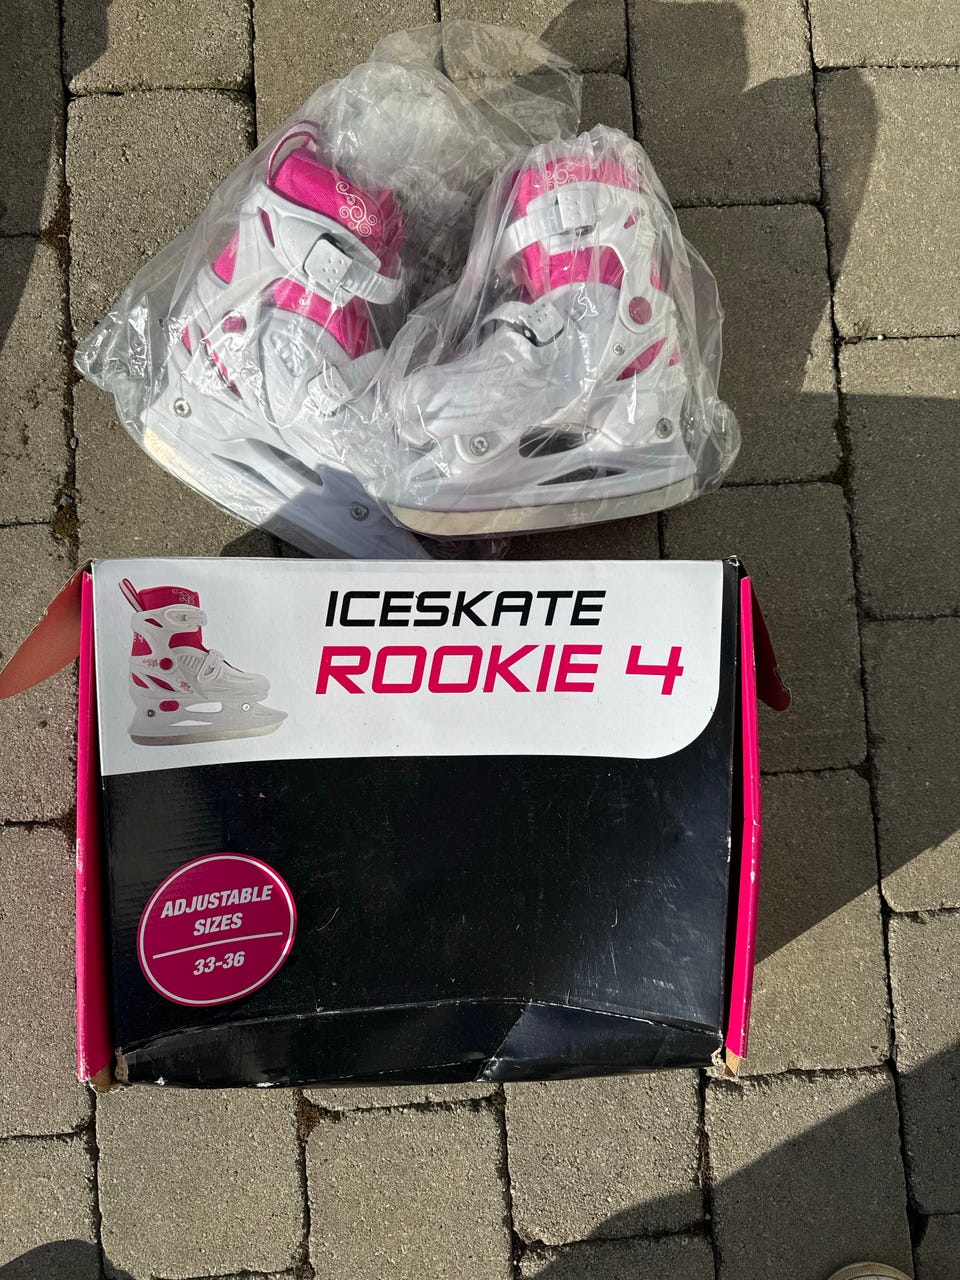 ICESKATE
ROOKIE 4
ADJUSTABLE
SIZES
33-36